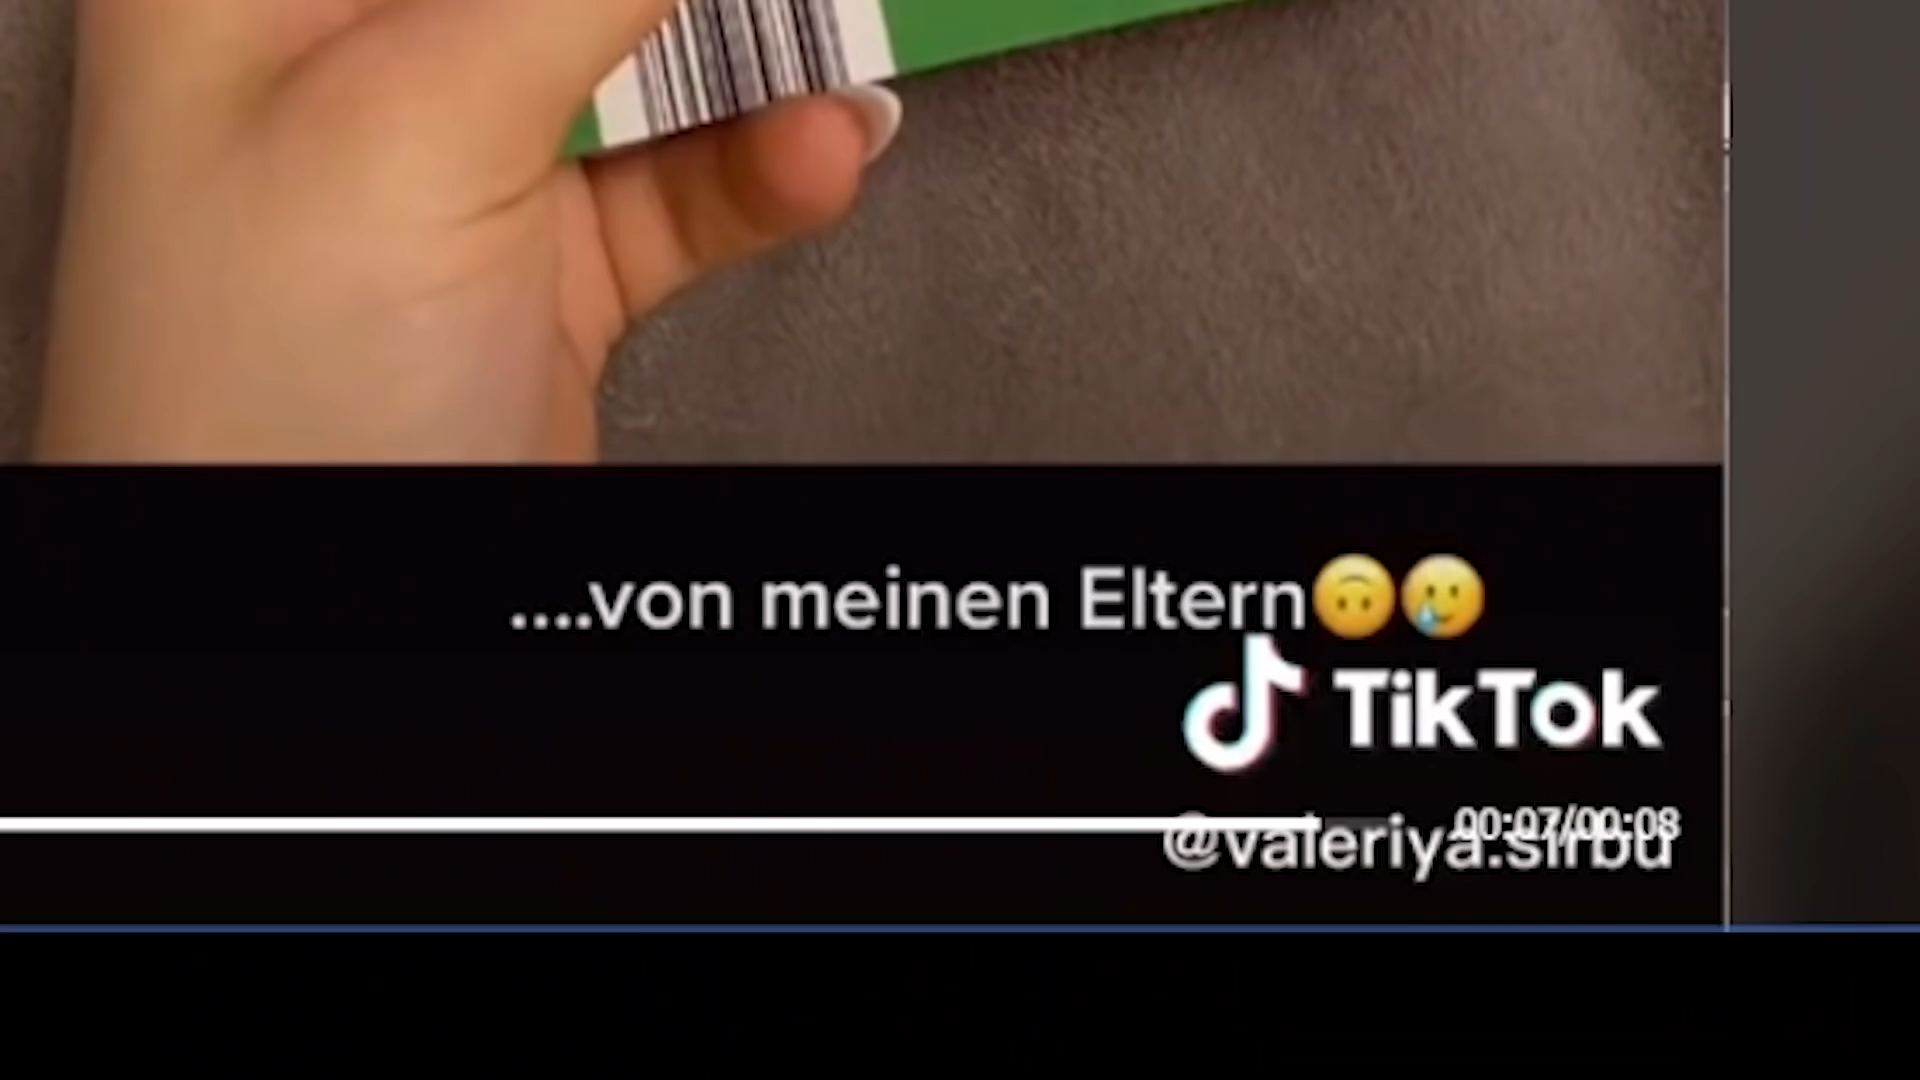 ....von meinen Eltern🙃🥲
TikTok
00:07/00:08
@valeriya.sirbu